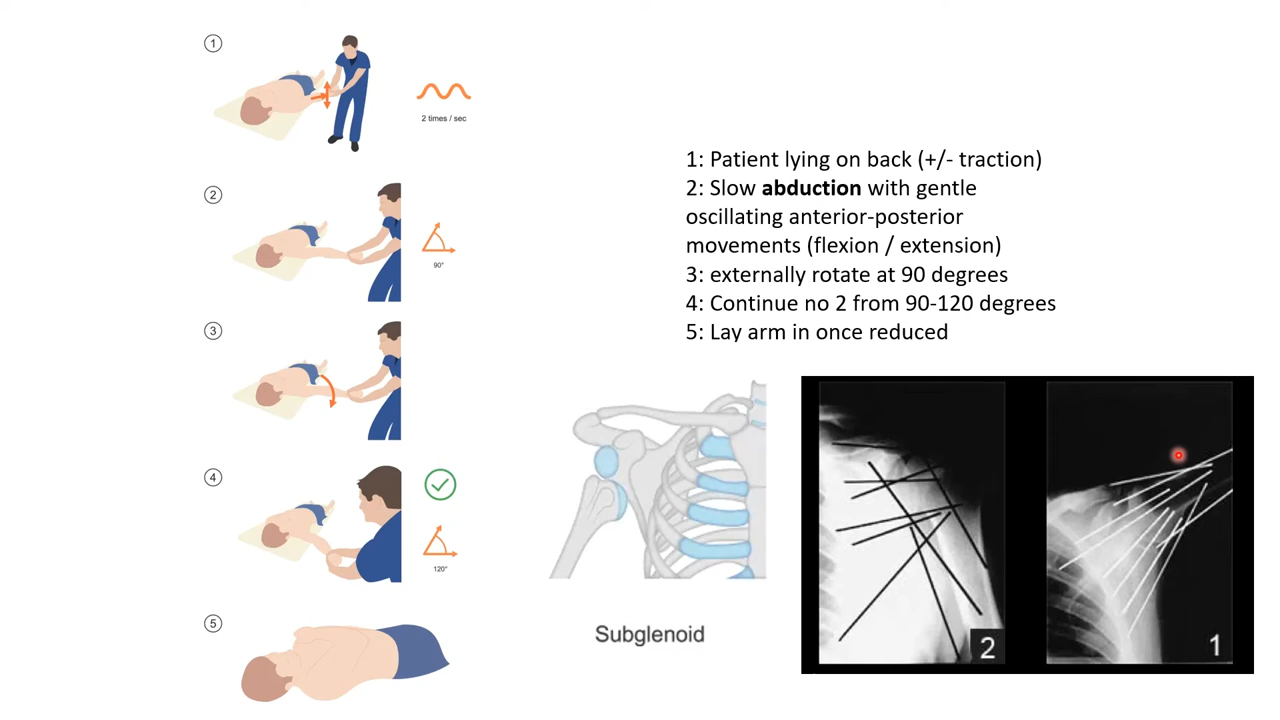 1
2 times / sec
2
90°
3
4
120°
5
1: Patient lying on back (+/- traction)
2: Slow abduction with gentle
oscillating anterior-posterior
movements (flexion / extension)
3: externally rotate at 90 degrees
4: Continue no 2 from 90-120 degrees
5: Lay arm in once reduced
Subglenoid
2
1